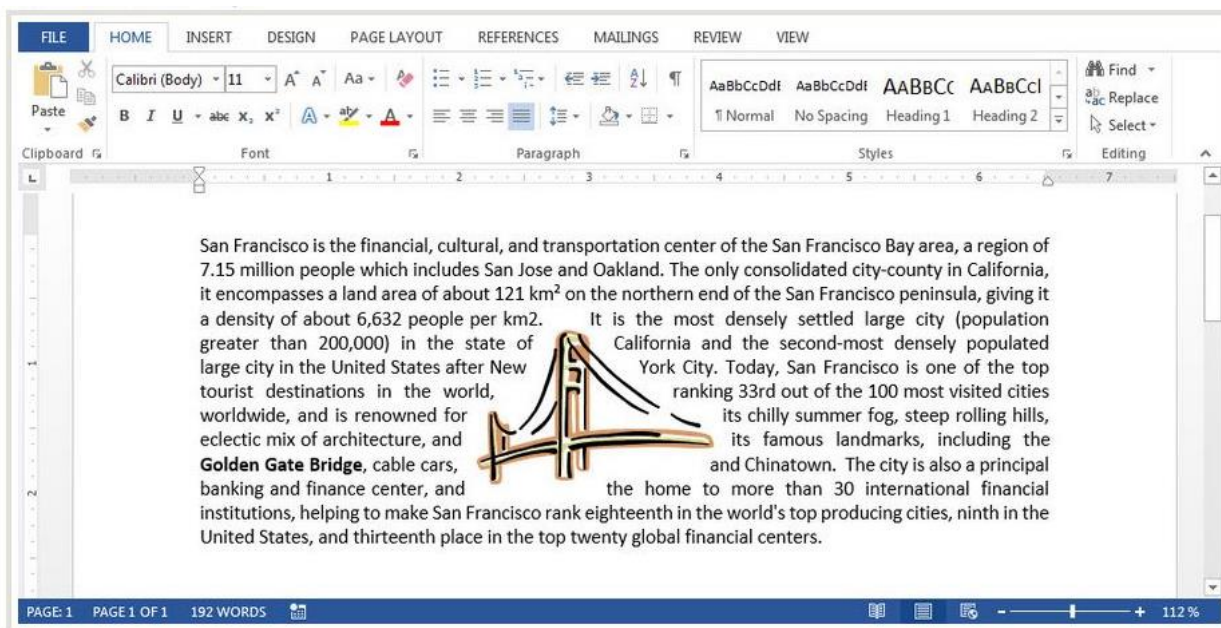 FILE HOME INSERT DESIGN PAGE LAYOUT REFERENCES MAILINGS REVIEW VIEW
Calibri (Body) 11 A A Aa
AaBbCcDdE AaBbCcDdE AaBbCc AaBbCcI
Find
Paste
B I U abc X₂ X² A aby A
¶ Normal No Spacing Heading 1 Heading 2
Replace
Select
Clipboard Font Paragraph Styles Editing
L 1 2 3 4 5 6 7
San Francisco is the financial, cultural, and transportation center of the San Francisco Bay area, a region of
7.15 million people which includes San Jose and Oakland. The only consolidated city-county in California,
it encompasses a land area of about 121 km² on the northern end of the San Francisco peninsula, giving it
a density of about 6,632 people per km2. It is the most densely settled large city (population
greater than 200,000) in the state of California and the second-most densely populated
large city in the United States after New York City. Today, San Francisco is one of the top
tourist destinations in the world, ranking 33rd out of the 100 most visited cities
worldwide, and is renowned for its chilly summer fog, steep rolling hills,
eclectic mix of architecture, and its famous landmarks, including the
Golden Gate Bridge, cable cars, and Chinatown. The city is also a principal
banking and finance center, and the home to more than 30 international financial
institutions, helping to make San Francisco rank eighteenth in the world's top producing cities, ninth in the
United States, and thirteenth place in the top twenty global financial centers.
PAGE: 1 PAGE 1 OF 1 192 WORDS 112 %